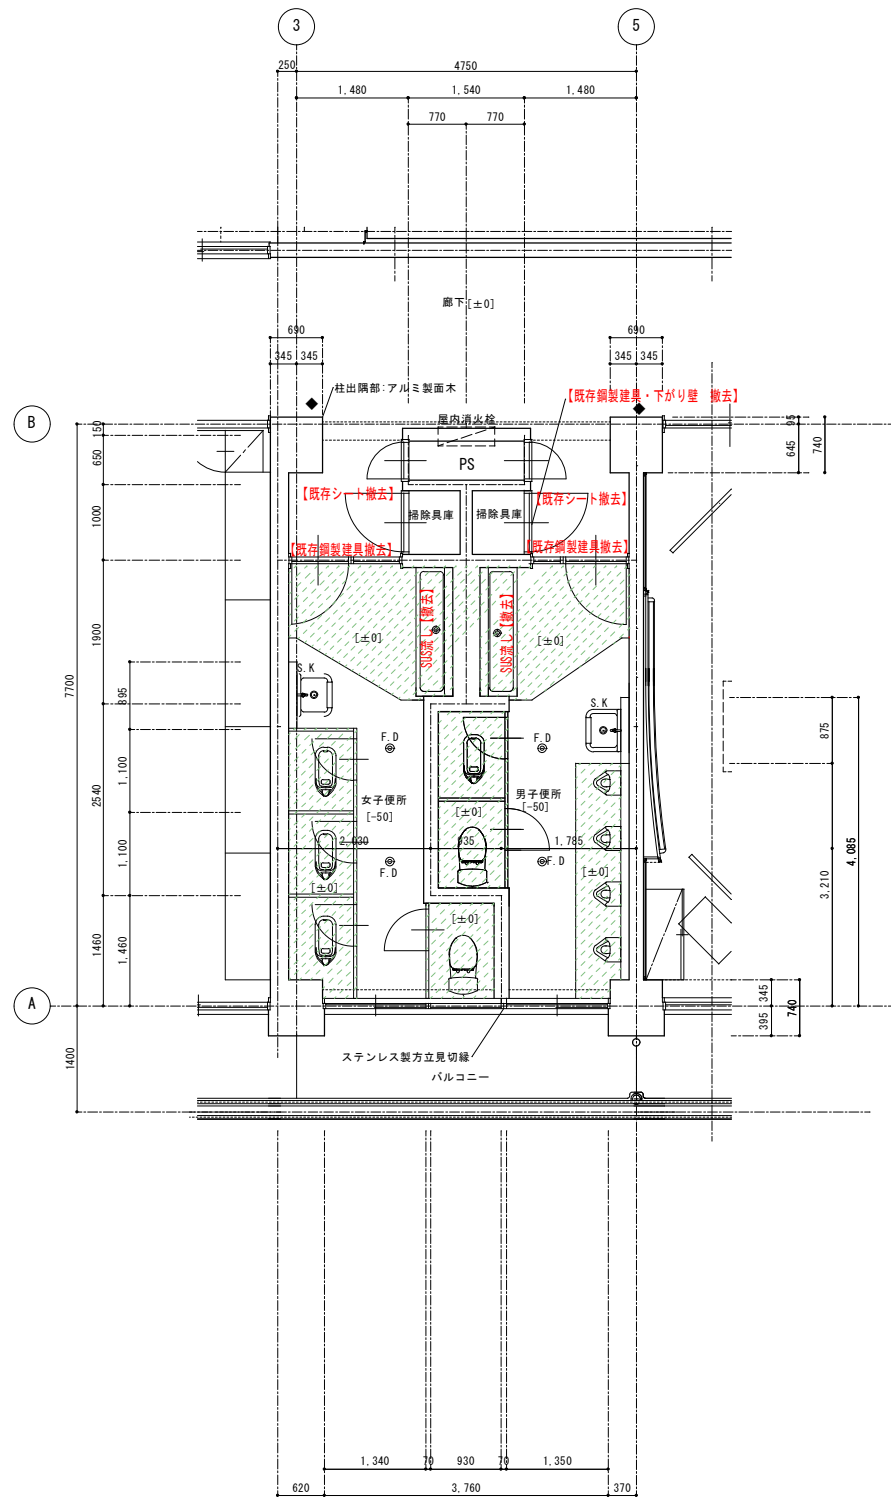 3
5
250
4750
1,480
1,540
1,480
770
770
廊下[±0]
690
690
345
345
345
345
柱出隅部:アルミ製面木
【既存鋼製建具・下がり壁 撤去】
B
屋内消火栓
150
95
650
645
740
PS
【既存シート撤去】
【既存シート撤去】
掃除具庫
掃除具庫
1000
【既存鋼製建具撤去】
【既存鋼製建具撤去】
SUS流し【撤去】
SUS流し【撤去】
[±0]
[±0]
1900
7700
S.K
S.K
895
875
F.D
F.D
1,100
2540
女子便所
[-50]
男子便所
[-50]
[±0]
2,030
935
1,785
1,100
4,085
3,210
F.D
F.D
[±0]
[±0]
[±0]
1460
1,460
A
345
395
740
1400
ステンレス製方立見切縁
バルコニー
1,340
70
930
70
1,350
620
3,760
370